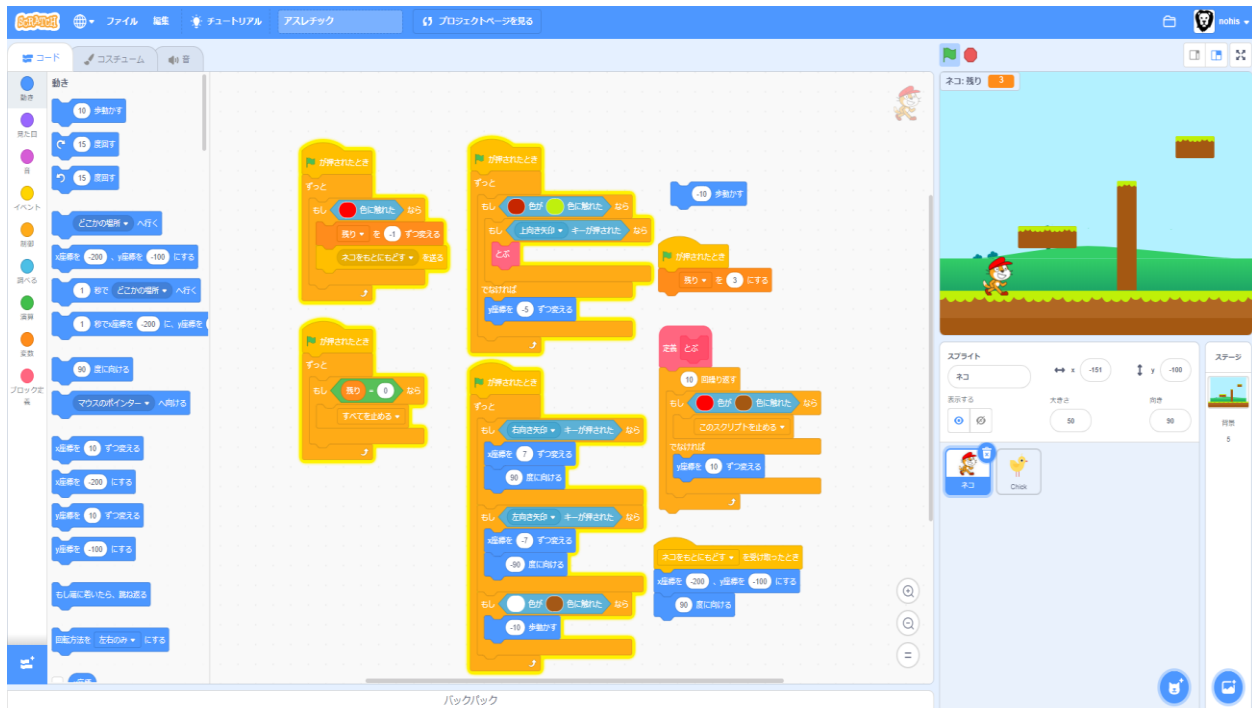 SCRATCH
ファイル
編集
チュートリアル
アスレチック
プロジェクトページを見る
nohis
コード
コスチューム
音
動き
見た目
音
イベント
制御
調べる
演算
変数
ブロック定義
動き
10 歩動かす
15 度回す
15 度回す
どこかの場所 へ行く
x座標を -200 、y座標を -100 にする
1 秒で どこかの場所 へ行く
1 秒でx座標を -200 に、y座標を
90 度に向ける
マウスのポインター へ向ける
x座標を 10 ずつ変える
x座標を -200 にする
y座標を 10 ずつ変える
y座標を -100 にする
もし端に着いたら、跳ね返る
回転方法を 左右のみ にする
が押されたとき
ずっと
もし 色に触れた なら
残り を -1 ずつ変える
ネコをもとにもどす を送る
が押されたとき
ずっと
もし 残り = 0 なら
すべてを止める
が押されたとき
ずっと
もし 色が 色に触れた なら
もし 上向き矢印 キーが押された なら
とぶ
でなければ
y座標を -5 ずつ変える
が押されたとき
ずっと
もし 右向き矢印 キーが押された なら
x座標を 7 ずつ変える
90 度に向ける
もし 左向き矢印 キーが押された なら
x座標を -7 ずつ変える
-90 度に向ける
もし 色が 色に触れた なら
-10 歩動かす
-10 歩動かす
が押されたとき
残り を 3 にする
定義 とぶ
10 回繰り返す
もし 色が 色に触れた なら
このスクリプトを止める
でなければ
y座標を 10 ずつ変える
ネコをもとにもどす を受け取ったとき
x座標を -200 、y座標を -100 にする
90 度に向ける
バックパック
ネコ: 残り 3
スプライト
ネコ
x -151
y -100
表示する
大きさ
50
向き
90
ネコ
Chick
ステージ
背景
5